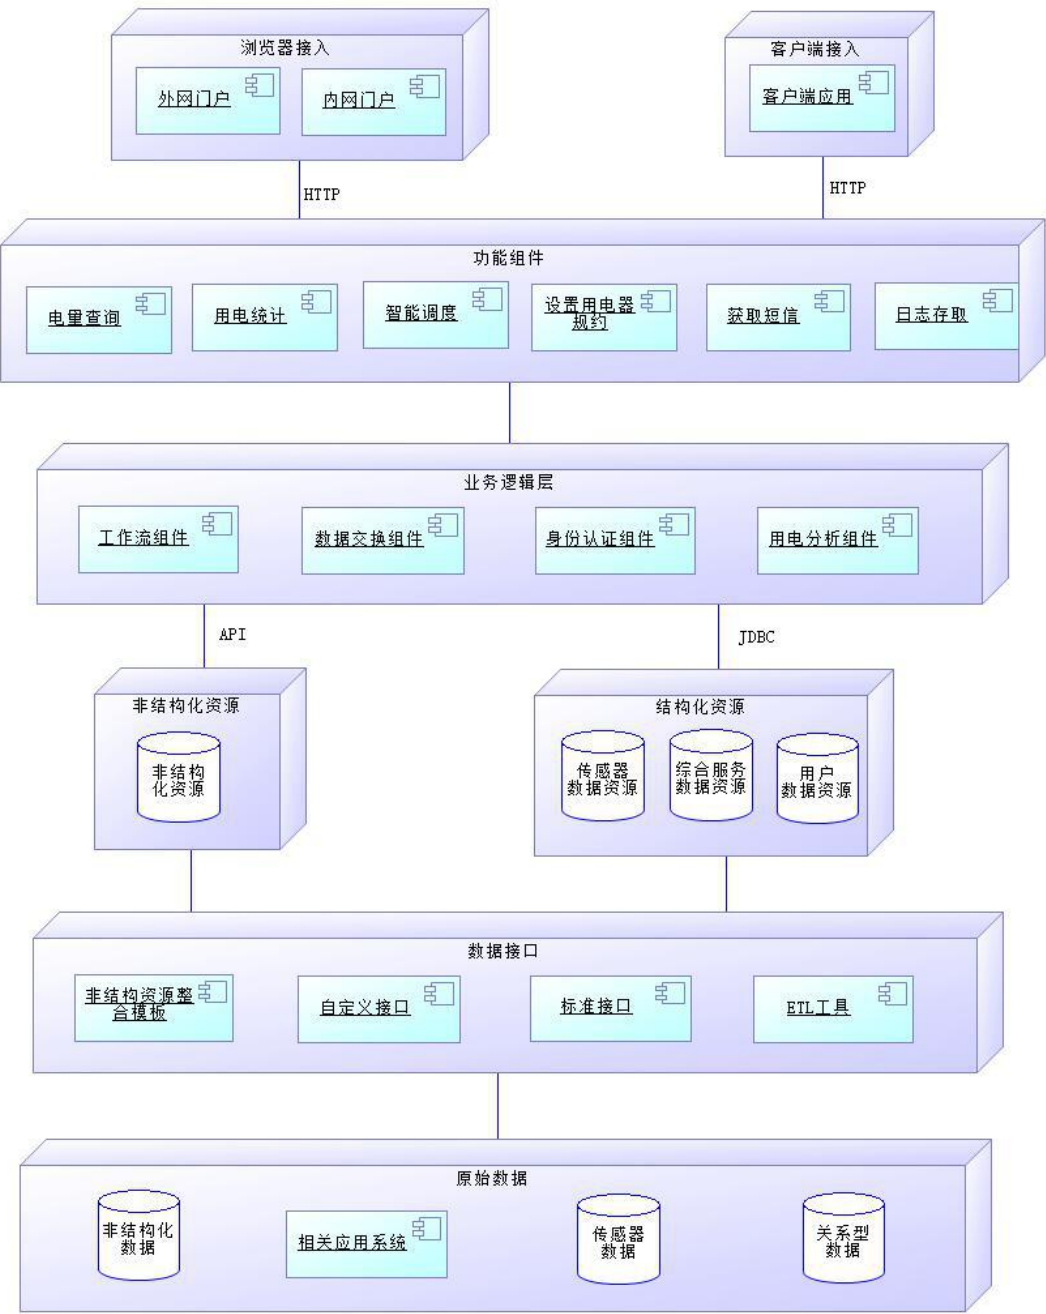 浏览器接入
外网门户
内网门户
客户端接入
客户端应用
HTTP
HTTP
功能组件
电量查询
用电统计
智能调度
设置用电器
规约
获取短信
日志存取
业务逻辑层
工作流组件
数据交换组件
身份认证组件
用电分析组件
API
JDBC
非结构化资源
非结构
化资源
结构化资源
传感器
数据资源
综合服务
数据资源
用户
数据资源
数据接口
非结构资源整
合模板
自定义接口
标准接口
ETL工具
原始数据
非结构化
数据
相关应用系统
传感器
数据
关系型
数据